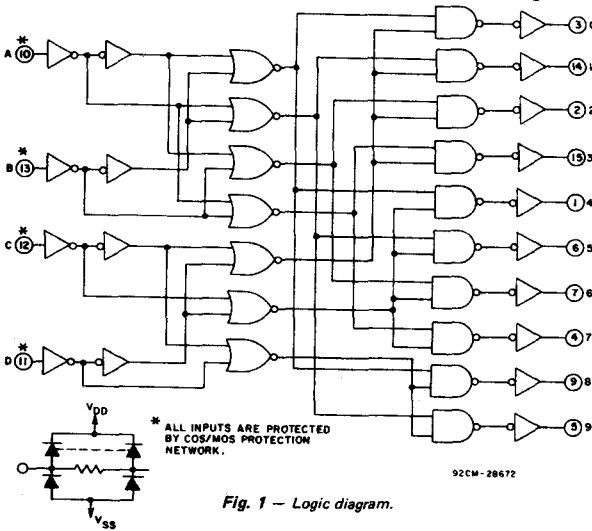 A * 10
B * 13
C * 12
D * 11
3 0
14 1
2 2
15 3
1 4
6 5
7 6
4 7
9 8
5 9
VDD
VSS
* ALL INPUTS ARE PROTECTED
BY COS/MOS PROTECTION
NETWORK.
92CM-28672
Fig. 1 — Logic diagram.